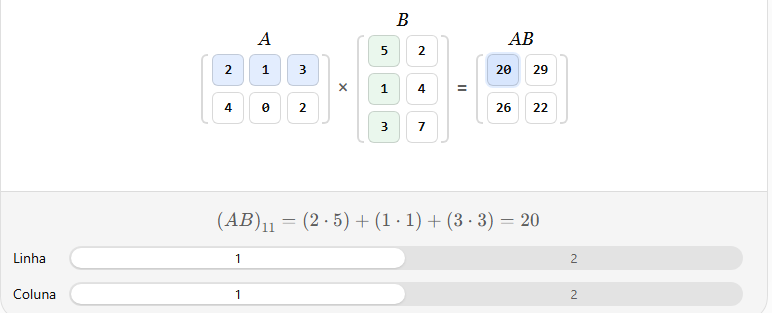 A B AB
2 1 3
4 0 2
×
5 2
1 4
3 7
=
20 29
26 22
(AB)₁₁ = (2 · 5) + (1 · 1) + (3 · 3) = 20
Linha 1 2
Coluna 1 2